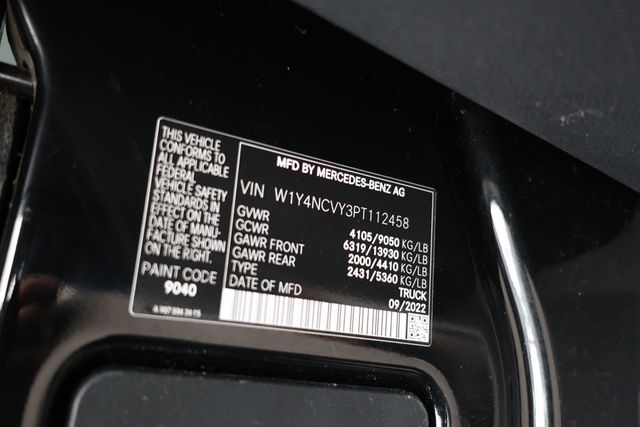 THIS VEHICLE
CONFORMS TO
ALL APPLICABLE
FEDERAL
VEHICLE SAFETY
STANDARDS IN
EFFECT ON THE
DATE OF MANU-
FACTURE SHOWN
ON THE RIGHT.
PAINT CODE
9040
MFD BY MERCEDES-BENZ AG
VIN W1Y4NCVY3PT112458
GVWR 4105/9050 KG/LB
GCWR 6319/13930 KG/LB
GAWR FRONT 2000/4410 KG/LB
GAWR REAR 2431/5360 KG/LB
TYPE TRUCK
DATE OF MFD 09/2022